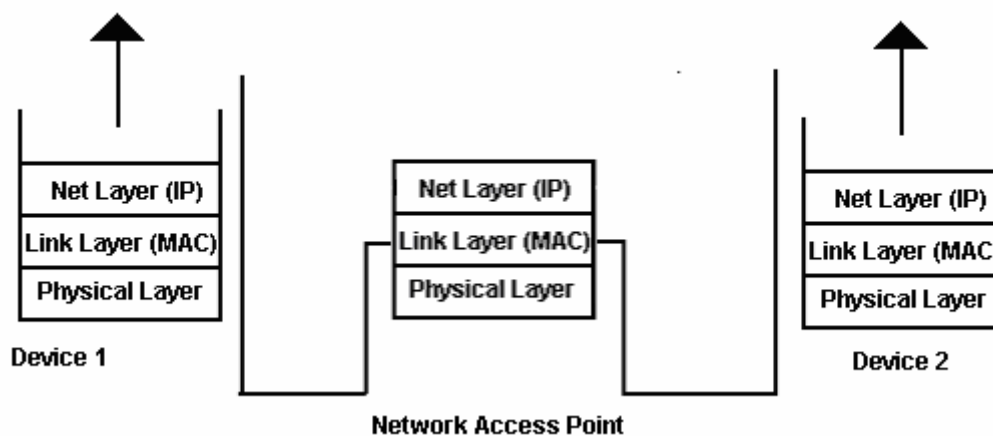 Net Layer (IP)
Link Layer (MAC)
Physical Layer
Device 1
Net Layer (IP)
Link Layer (MAC)
Physical Layer
Network Access Point
Net Layer (IP)
Link Layer (MAC
Physical Layer
Device 2